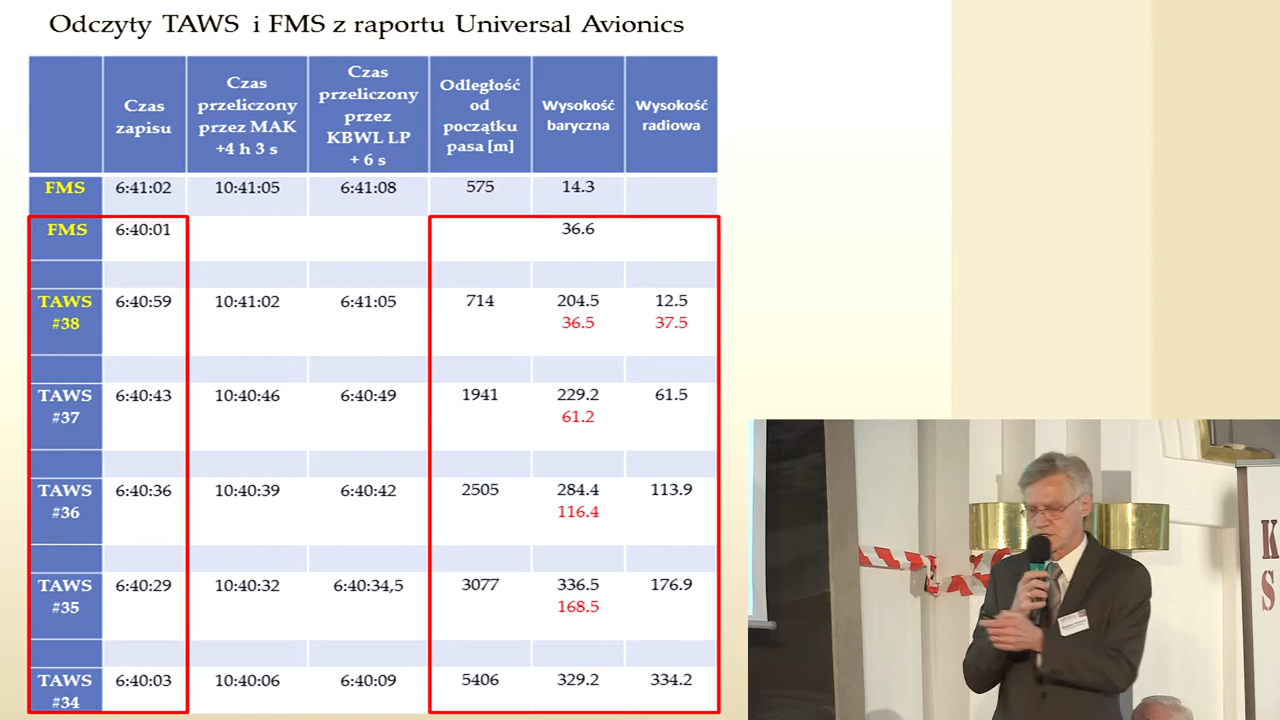 Odczyty TAWS i FMS z raportu Universal Avionics
Czas zapisu
Czas przeliczony przez MAK +4 h 3 s
Czas przeliczony przez KBWL LP + 6 s
Odległość od początku pasa [m]
Wysokość baryczna
Wysokość radiowa
FMS 6:41:02 10:41:05 6:41:08 575 14.3
FMS 6:40:01 36.6
TAWS #38 6:40:59 10:41:02 6:41:05 714 204.5 12.5
36.5 37.5
TAWS #37 6:40:43 10:40:46 6:40:49 1941 229.2 61.5
61.2
TAWS #36 6:40:36 10:40:39 6:40:42 2505 284.4 113.9
116.4
TAWS #35 6:40:29 10:40:32 6:40:34,5 3077 336.5 176.9
168.5
TAWS #34 6:40:03 10:40:06 6:40:09 5406 329.2 334.2
K
S